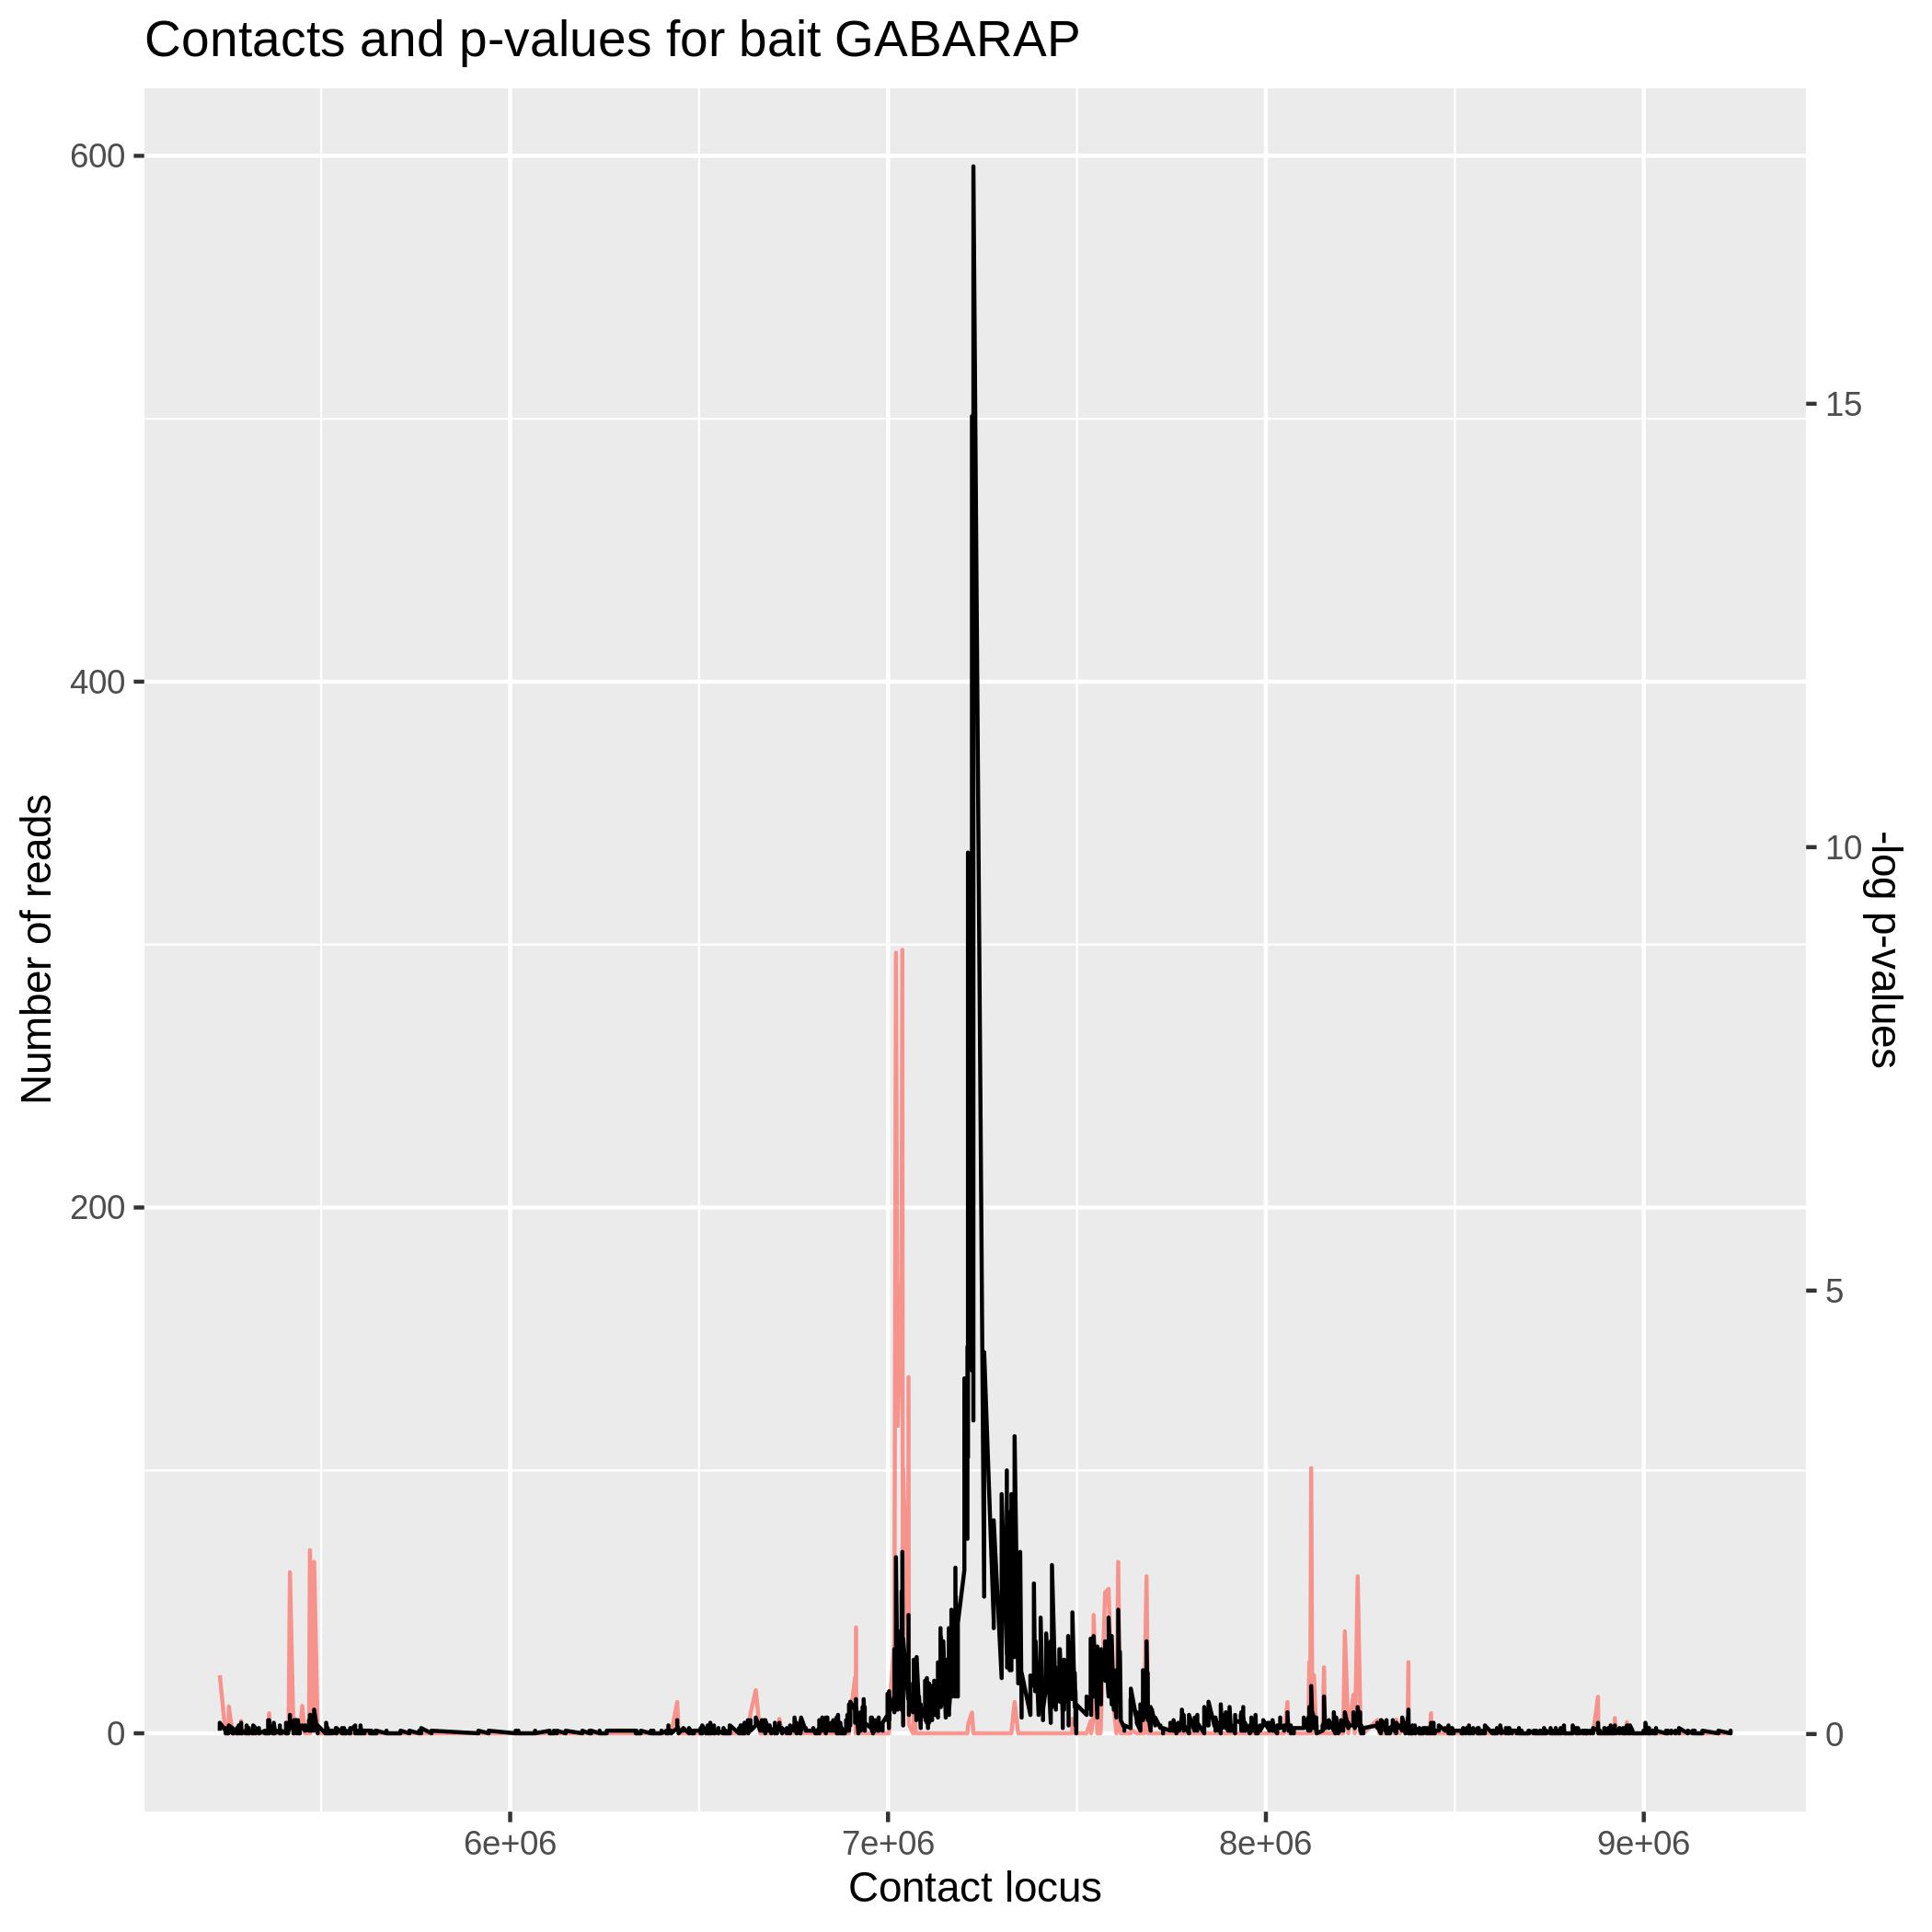 Contacts and p-values for bait GABARAP
600
400
200
0
Number of reads
15
10
5
0
-log p-values
6e+06
7e+06
8e+06
9e+06
Contact locus